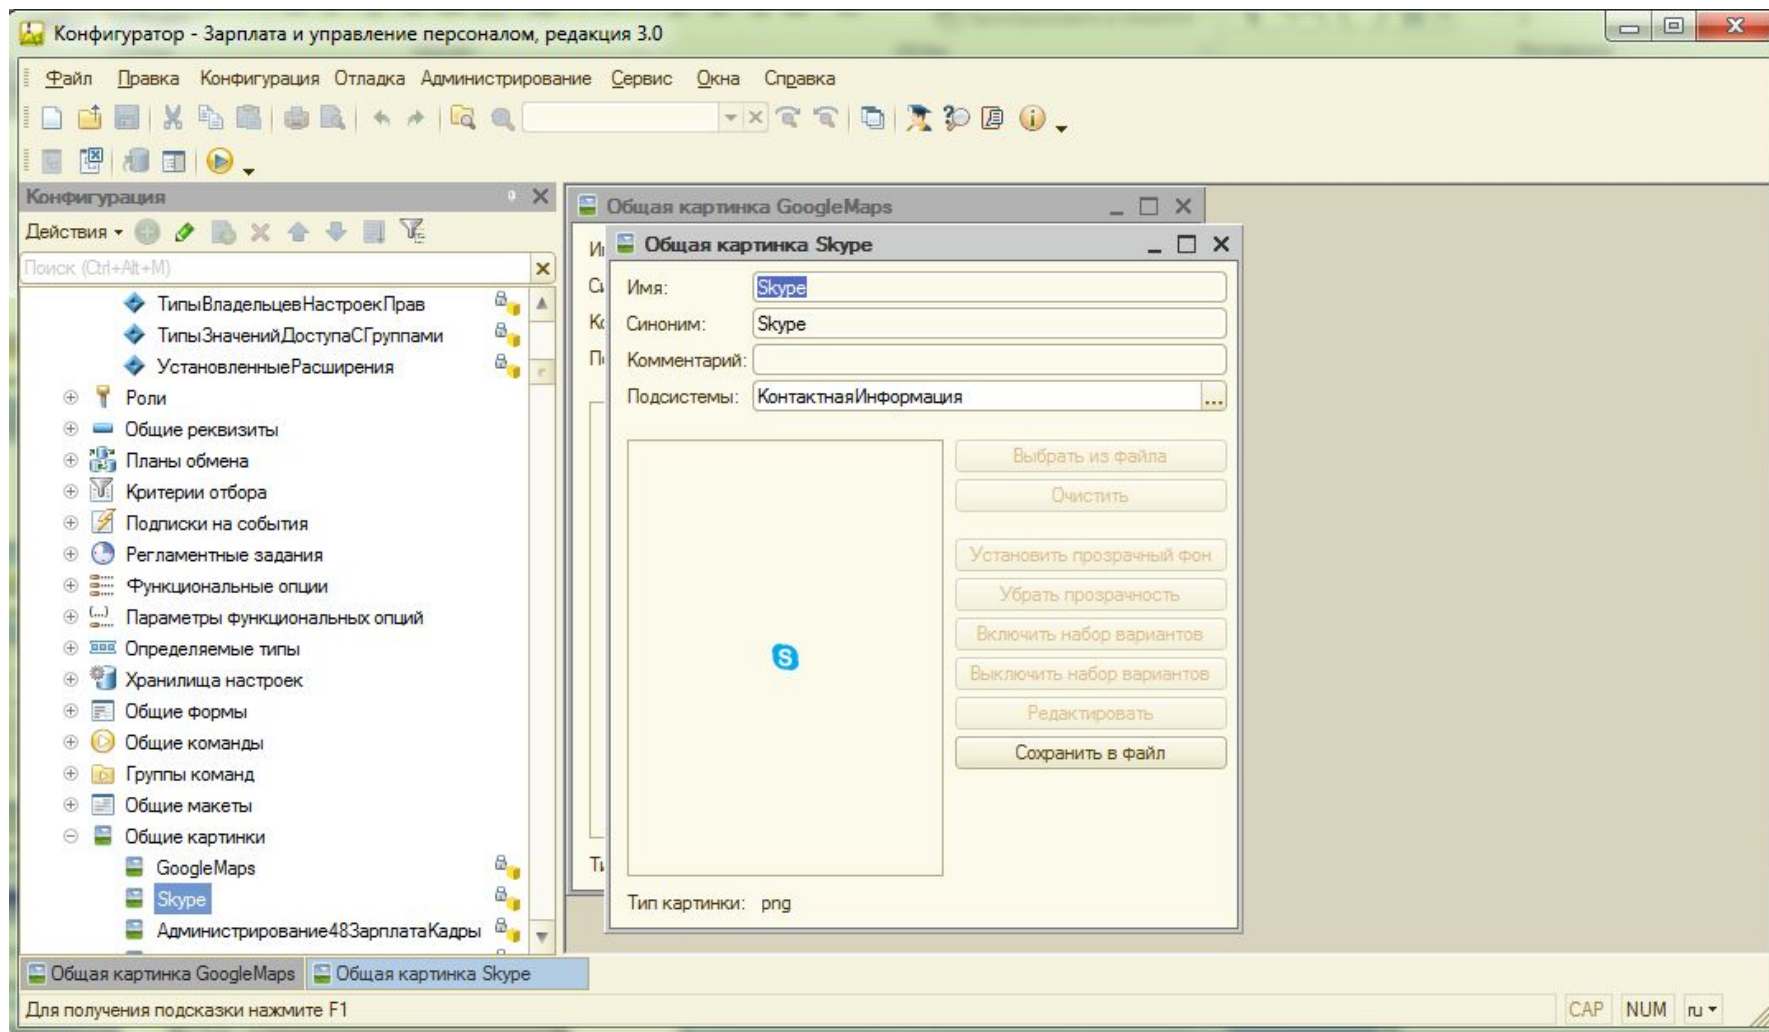 Конфигуратор - Зарплата и управление персоналом, редакция 3.0
Файл Правка Конфигурация Отладка Администрирование Сервис Окна Справка
Конфигурация
Действия
Поиск (Ctrl+Alt+M)
ТипыВладельцевНастроекПрав
ТипыЗначенийДоступаСГруппами
УстановленныеРасширения
Роли
Общие реквизиты
Планы обмена
Критерии отбора
Подписки на события
Регламентные задания
Функциональные опции
Параметры функциональных опций
Определяемые типы
Хранилища настроек
Общие формы
Общие команды
Группы команд
Общие макеты
Общие картинки
GoogleMaps
Skype
Администрирование48ЗарплатаКадры
Общая картинка GoogleMaps
Общая картинка Skype
Имя: Skype
Синоним: Skype
Комментарий:
Подсистемы: КонтактнаяИнформация ...
Выбрать из файла
Очистить
Установить прозрачный фон
Убрать прозрачность
Включить набор вариантов
Выключить набор вариантов
Редактировать
Сохранить в файл
S
Тип картинки: png
Общая картинка GoogleMaps Общая картинка Skype
Для получения подсказки нажмите F1 CAP NUM ru